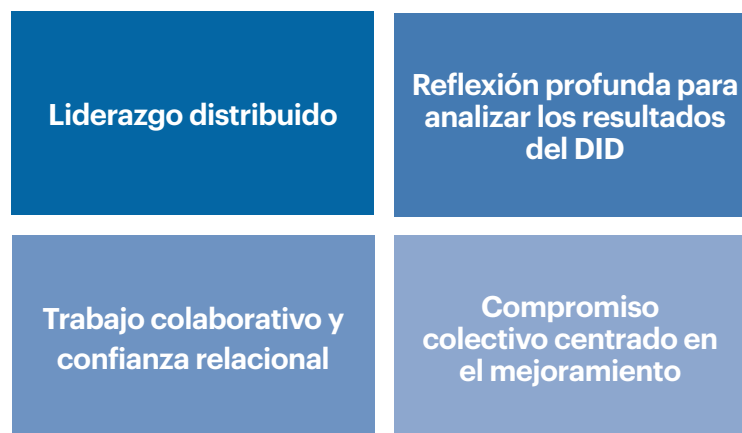 Liderazgo distribuido
Reflexión profunda para
analizar los resultados
del DID
Trabajo colaborativo y
confianza relacional
Compromiso
colectivo centrado en
el mejoramiento